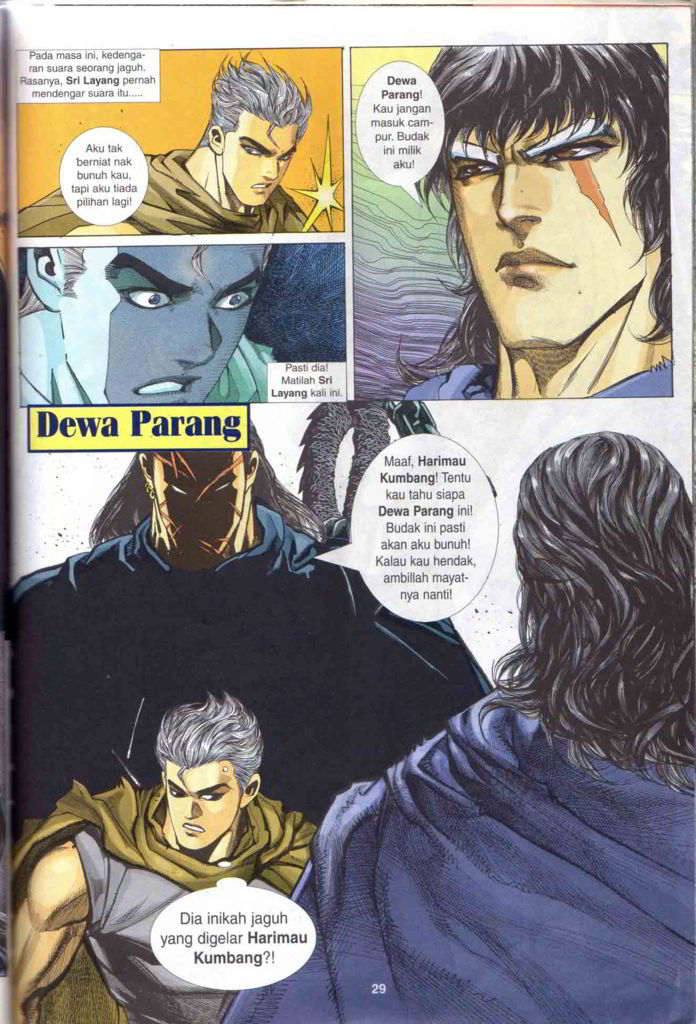 Pada masa ini, kedenga-
ran suara seorang jaguh.
Rasanya, Sri Layang pernah
mendengar suara itu.....
Aku tak
berniat nak
bunuh kau,
tapi aku tiada
pilihan lagi!
Dewa
Parang!
Kau jangan
masuk cam-
pur. Budak
ini milik
aku!
Pasti dia!
Matilah Sri
Layang kali ini.
Dewa Parang
Maaf, Harimau
Kumbang! Tentu
kau tahu siapa
Dewa Parang ini!
Budak ini pasti
akan aku bunuh!
Kalau kau hendak,
ambillah mayat-
nya nanti!
Dia inikah jaguh
yang digelar Harimau
Kumbang?!
29